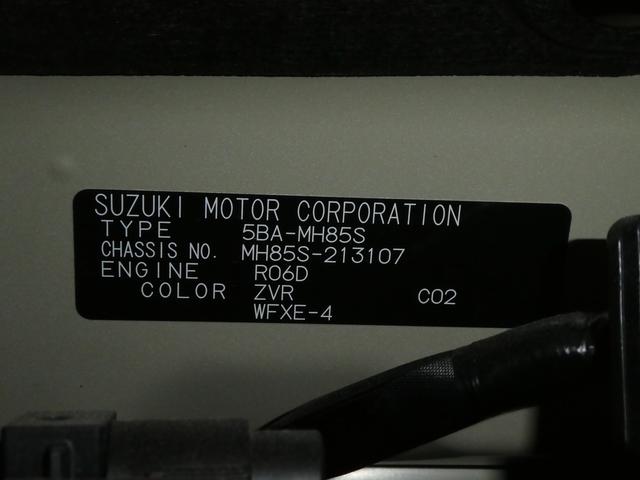 SUZUKI MOTOR CORPORATION
TYPE 5BA-MH85S
CHASSIS NO. MH85S-213107
ENGINE R06D
COLOR ZVR C02
WFXE-4